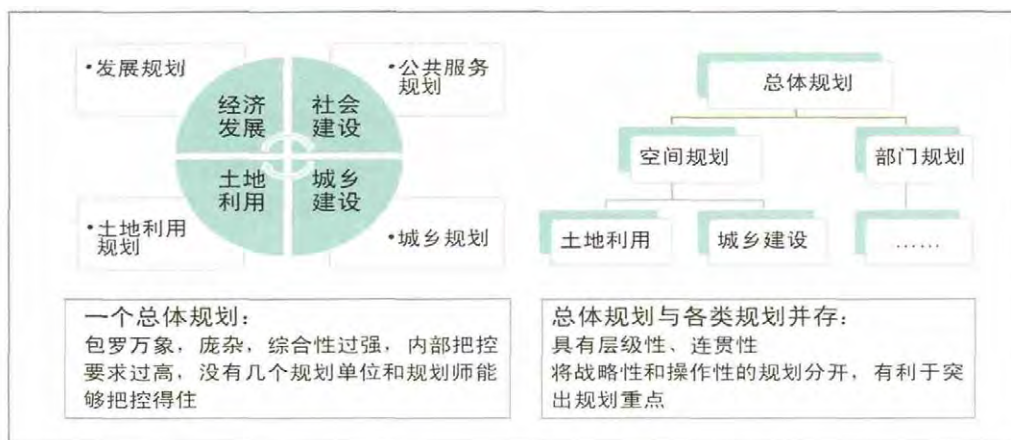 •发展规划
•公共服务
规划
经济
发展
社会
建设
土地
利用
城乡
建设
•土地利用
规划
•城乡规划
一个总体规划：
包罗万象，庞杂，综合性过强，内部把控
要求过高，没有几个规划单位和规划师能
够把控得住
总体规划
空间规划
部门规划
土地利用
城乡建设
……
总体规划与各类规划并存：
具有层级性、连贯性
将战略性和操作性的规划分开，有利于突
出规划重点